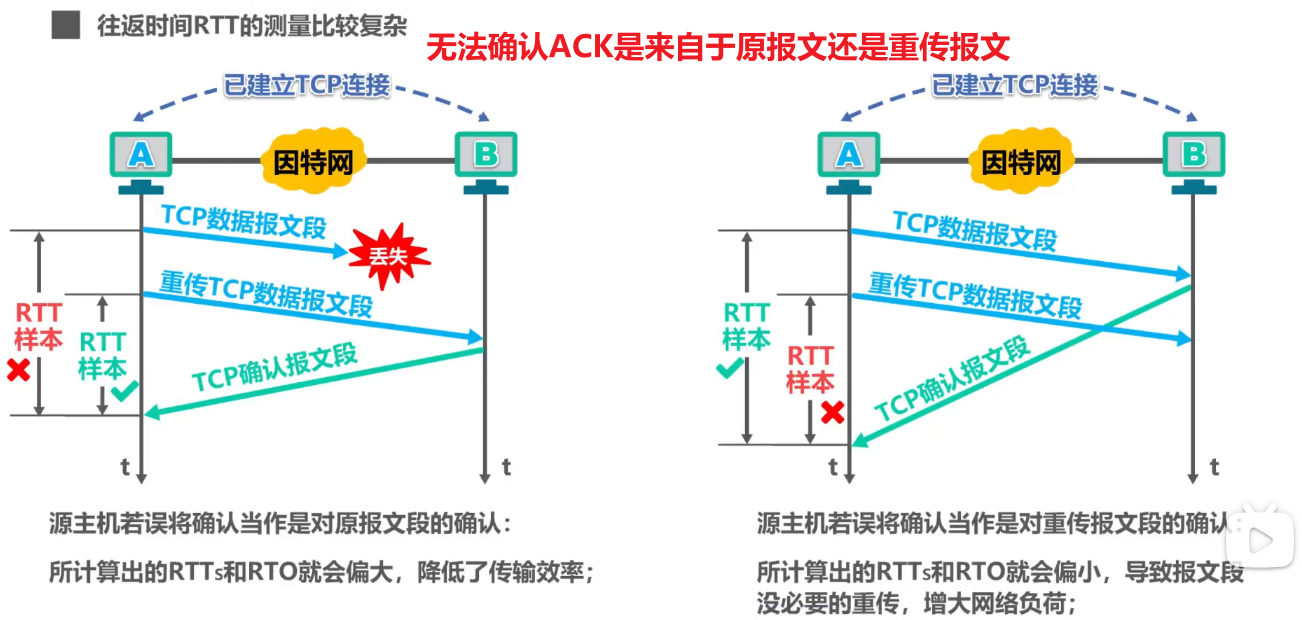 往返时间RTT的测量比较复杂
无法确认ACK是来自于原报文还是重传报文
已建立TCP连接
A
因特网
B
TCP数据报文段
丢失
重传TCP数据报文段
RTT
样本
RTT
样本
TCP确认报文段
t
t
源主机若误将确认当作是对原报文段的确认：
所计算出的RTTs和RTO就会偏大，降低了传输效率；
已建立TCP连接
A
因特网
B
TCP数据报文段
重传TCP数据报文段
RTT
样本
RTT
样本
TCP确认报文段
t
t
源主机若误将确认当作是对重传报文段的确认：
所计算出的RTTs和RTO就会偏小，导致报文段
没必要的重传，增大网络负荷；